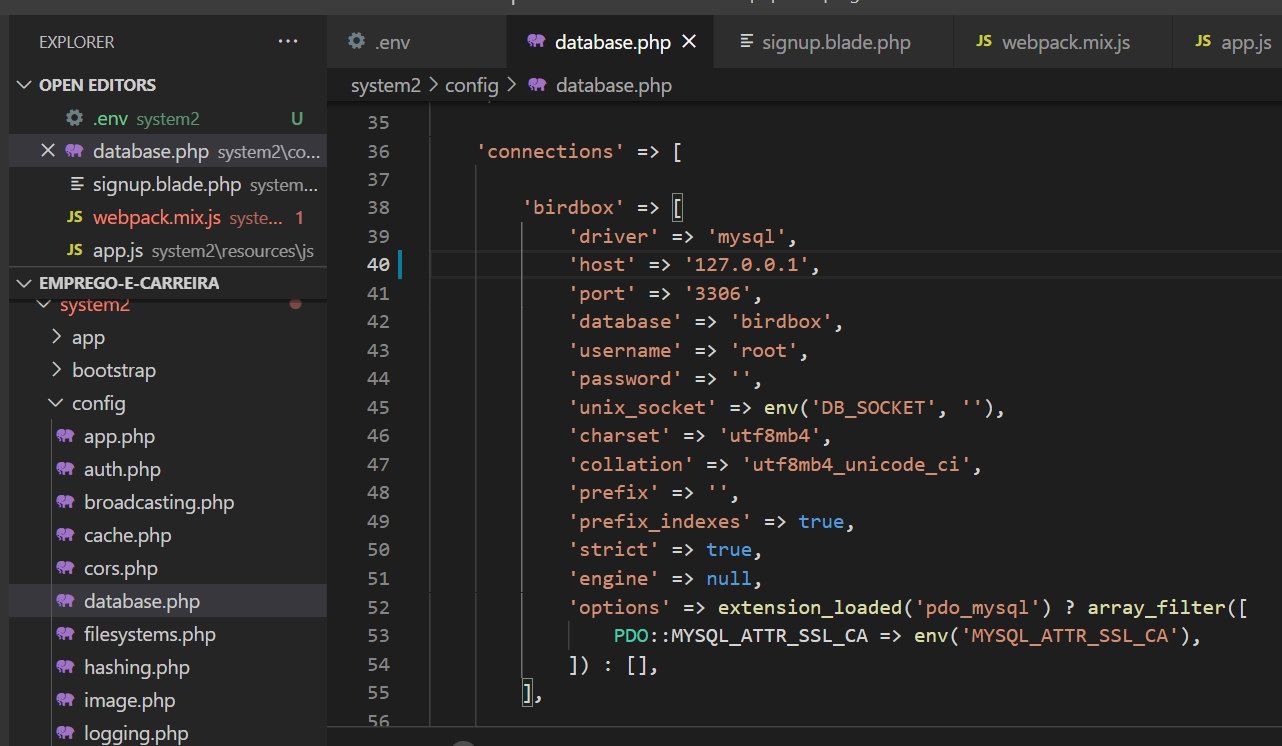 EXPLORER ···
OPEN EDITORS
.env system2 U
database.php system2\co...
signup.blade.php system...
JS webpack.mix.js syste... 1
JS app.js system2\resources\js
EMPREGO-E-CARREIRA
system2
app
bootstrap
config
app.php
auth.php
broadcasting.php
cache.php
cors.php
database.php
filesystems.php
hashing.php
image.php
logging.php
.env database.php signup.blade.php JS webpack.mix.js JS app.js
system2 > config > database.php
35
36 'connections' => [
37
38 'birdbox' => [
39 'driver' => 'mysql',
40 'host' => '127.0.0.1',
41 'port' => '3306',
42 'database' => 'birdbox',
43 'username' => 'root',
44 'password' => '',
45 'unix_socket' => env('DB_SOCKET', ''),
46 'charset' => 'utf8mb4',
47 'collation' => 'utf8mb4_unicode_ci',
48 'prefix' => '',
49 'prefix_indexes' => true,
50 'strict' => true,
51 'engine' => null,
52 'options' => extension_loaded('pdo_mysql') ? array_filter([
53 PDO::MYSQL_ATTR_SSL_CA => env('MYSQL_ATTR_SSL_CA'),
54 ]) : [],
55 ],
56